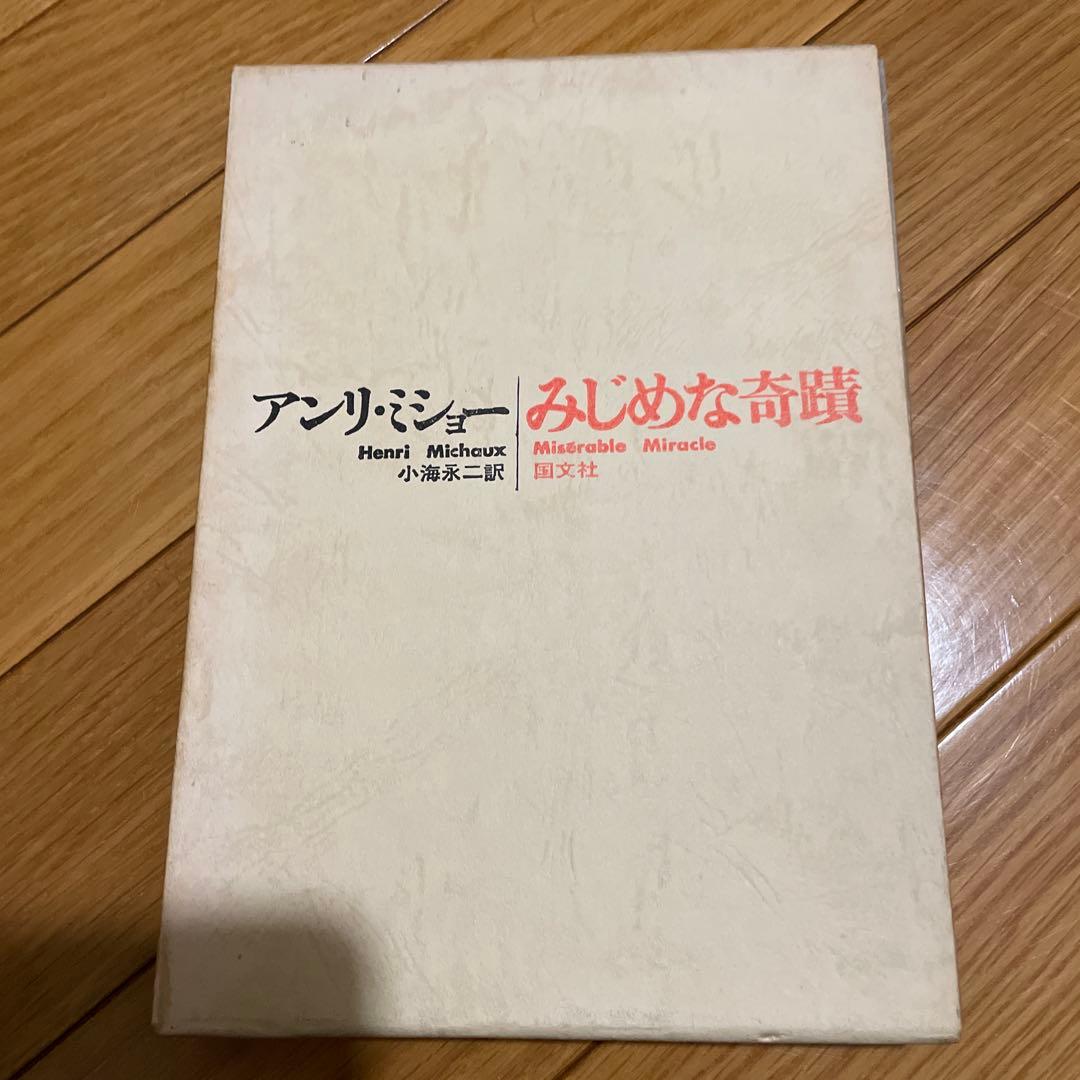 アンリ・ミショー
Henri Michaux
小海永二訳
みじめな奇蹟
Misérable Miracle
国文社